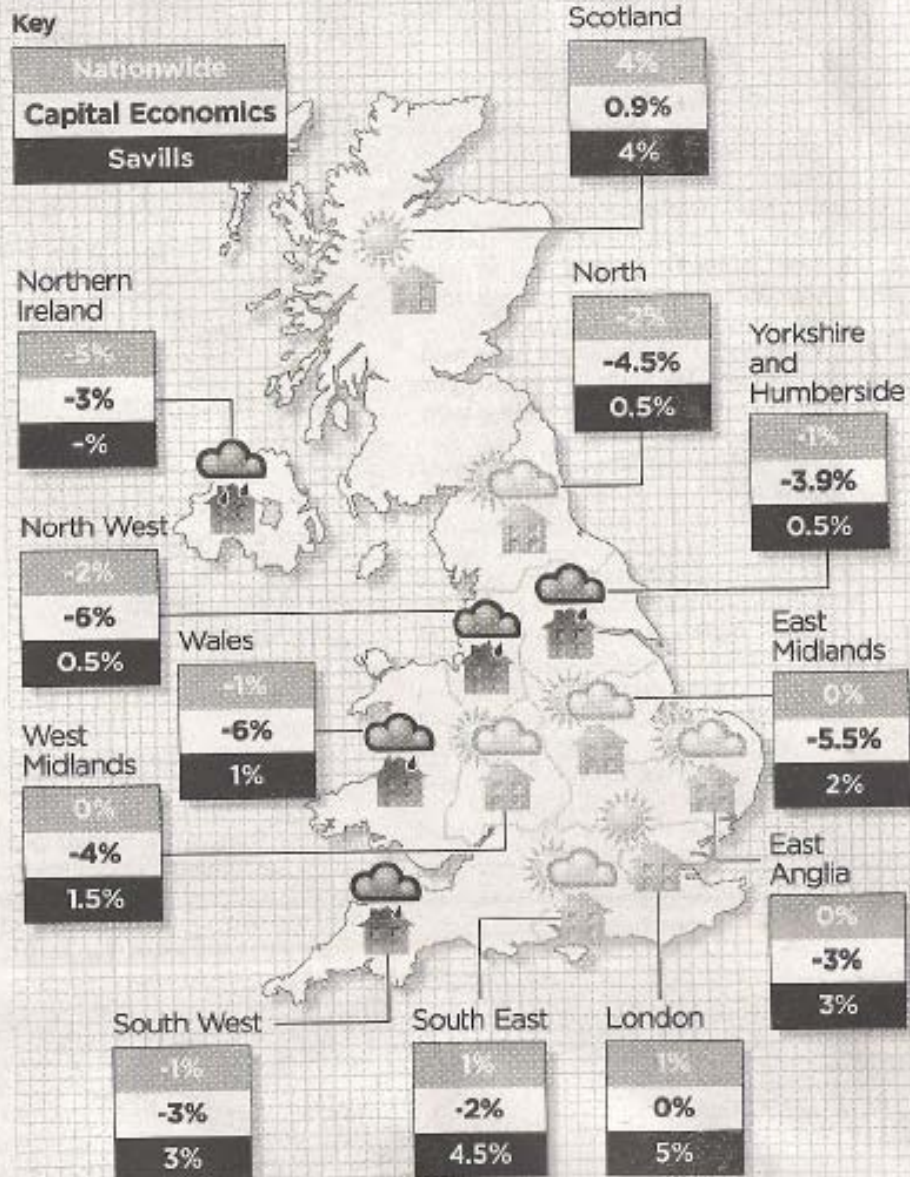 Key
Nationwide
Capital Economics
Savills
Scotland
4%
0.9%
4%
Northern
Ireland
-5%
-3%
-%
North
-2%
-4.5%
0.5%
Yorkshire
and
Humberside
-1%
-3.9%
0.5%
North West
-2%
-6%
0.5%
Wales
-1%
-6%
1%
East
Midlands
0%
-5.5%
2%
West
Midlands
0%
-4%
1.5%
East
Anglia
0%
-3%
3%
South West
-1%
-3%
3%
South East
1%
-2%
4.5%
London
1%
0%
5%